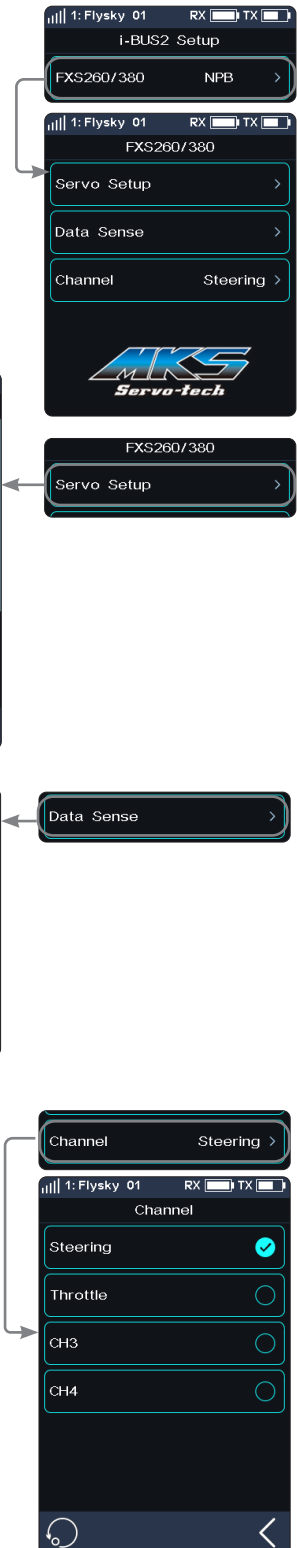 1: Flysky 01 RX TX
i-BUS2 Setup
FXS260/380 NPB >
1: Flysky 01 RX TX
FXS260/380
Servo Setup >
Data Sense >
Channel Steering >
MKS
Servo-tech
FXS260/380
Servo Setup >
Data Sense >
Channel Steering >
1: Flysky 01 RX TX
Channel
Steering
Throttle
CH3
CH4